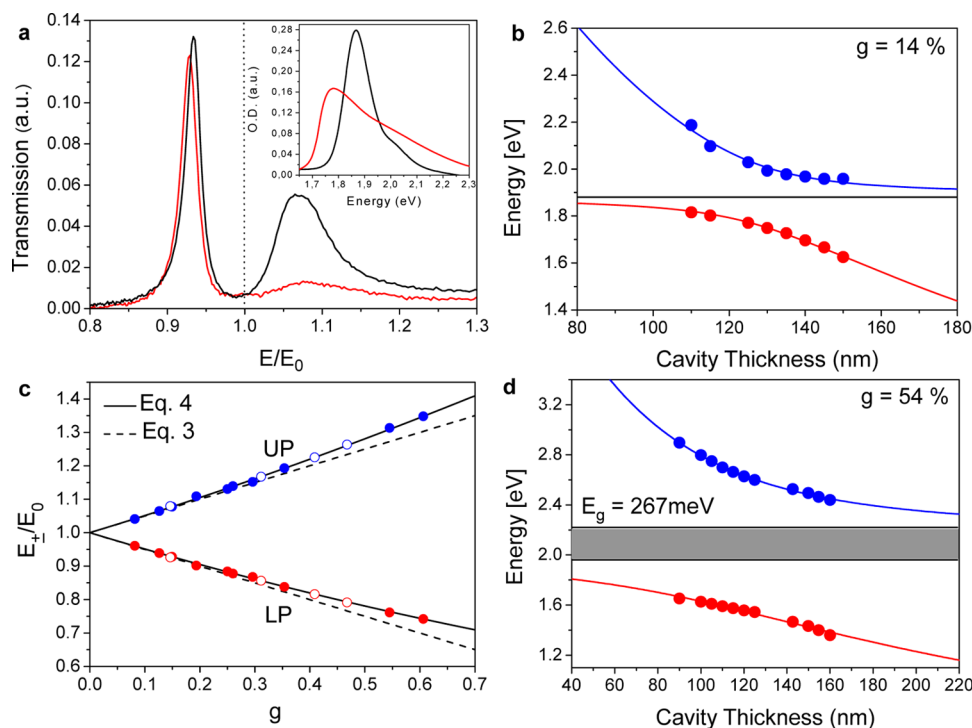 a
Transmission (a.u.)
0.14
0.12
0.10
0.08
0.06
0.04
0.02
0.00
0.8 0.9 1.0 1.1 1.2 1.3
E/E0
O.D. (a.u.)
0,28
0,24
0,20
0,16
0,12
0,08
0,04
0,00
1.7 1.8 1.9 2.0 2.1 2.2 2.3
Energy (eV)
b
g = 14 %
Energy [eV]
2.6
2.4
2.2
2.0
1.8
1.6
1.4
80 100 120 140 160 180
Cavity Thickness (nm)
c
Eq. 4
Eq. 3
UP
LP
E±/E0
1.4
1.3
1.2
1.1
1.0
0.9
0.8
0.7
0.6
0.0 0.1 0.2 0.3 0.4 0.5 0.6 0.7
g
d
g = 54 %
Eg = 267meV
Energy [eV]
3.2
2.8
2.4
2.0
1.6
1.2
40 60 80 100 120 140 160 180 200 220
Cavity Thickness (nm)